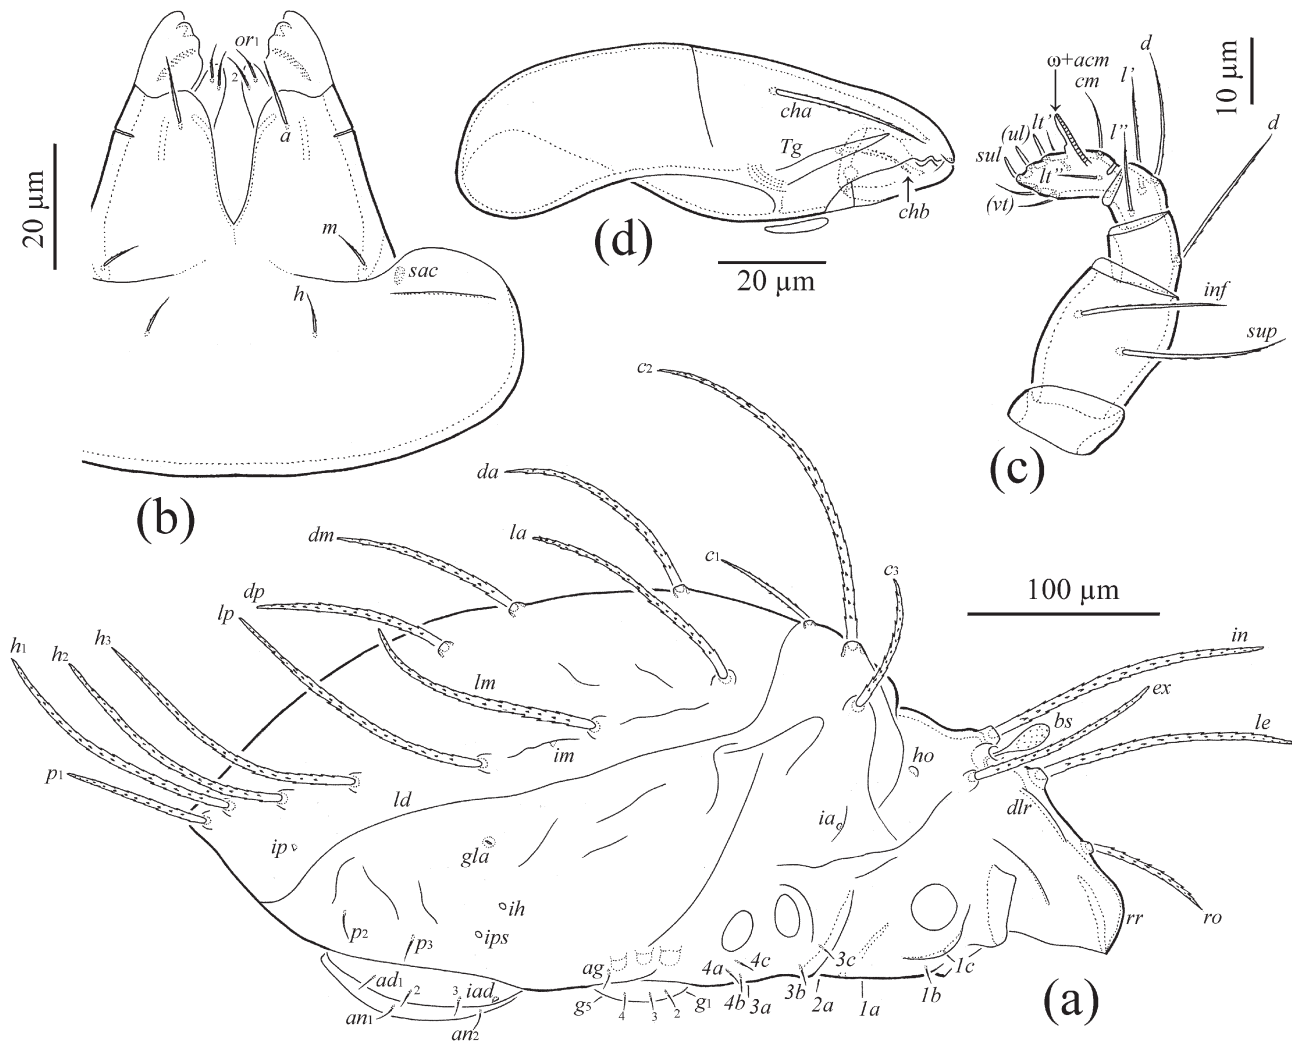 or1
2
a
m
sac
h
20 µm
(b)
cha
Tg
chb
(d)
20 µm
ω+acm
cm
l'
d
10 µm
d
(ul)
lt'
l"
sul
lt"
(vt)
inf
sup
(c)
c2
da
la
dm
c1
c3
dp
lp
h3
h2
h1
lm
p1
im
ld
100 µm
in
ex
bs
le
ho
dlr
ia
ip
gla
ih
ips
p2
p3
rr
ro
ag
4a
4c
3c
1c
ad1
2
3
iad
an1
an2
g5
4
3
2
g1
4b
3a
3b
2a
1a
1b
(a)